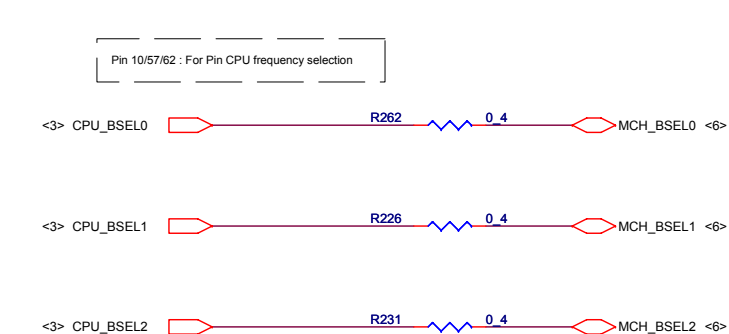 Pin 10/57/62 : For Pin CPU frequency selection
<3> CPU_BSEL0 R262 0_4 MCH_BSEL0 <6>
<3> CPU_BSEL1 R226 0_4 MCH_BSEL1 <6>
<3> CPU_BSEL2 R231 0_4 MCH_BSEL2 <6>